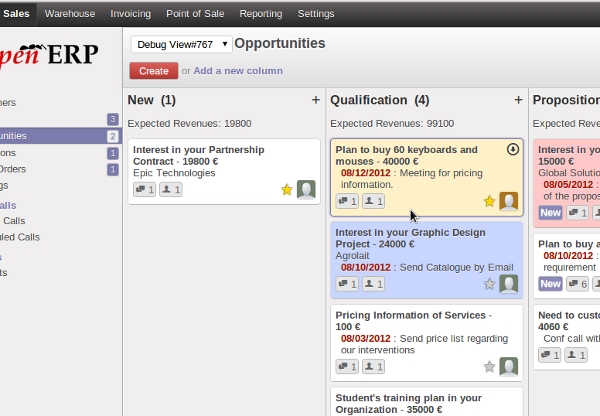 Sales Warehouse Invoicing Point of Sale Reporting Settings
pen ERP
Debug View#767 Opportunities
Create or Add a new column
ners
3
unities 2
ons 1
Orders 1
gs
alls
Calls
uled Calls
s
ts
New (1) +
Expected Revenues: 19800
Interest in your Partnership
Contract - 19800 €
Epic Technologies
1 1
Qualification (4) +
Expected Revenues: 99100
Plan to buy 60 keyboards and
mouses - 40000 €
08/12/2012 : Meeting for pricing
information.
1 1
Interest in your Graphic Design
Project - 24000 €
Agrolait
08/10/2012 : Send Catalogue by Email
1 1
Pricing Information of Services -
100 €
08/03/2012 : Send price list regarding
our interventions
1 1
Student's training plan in your
Organization - 35000 €
Proposition
Expected Reve
Interest in yo
15000 €
Global Solutio
08/05/2012 :
of the propos
New 1
Plan to buy a
08/10/2012 :
requirement
New 6
Need to custo
4060 €
Conf call with
1 1